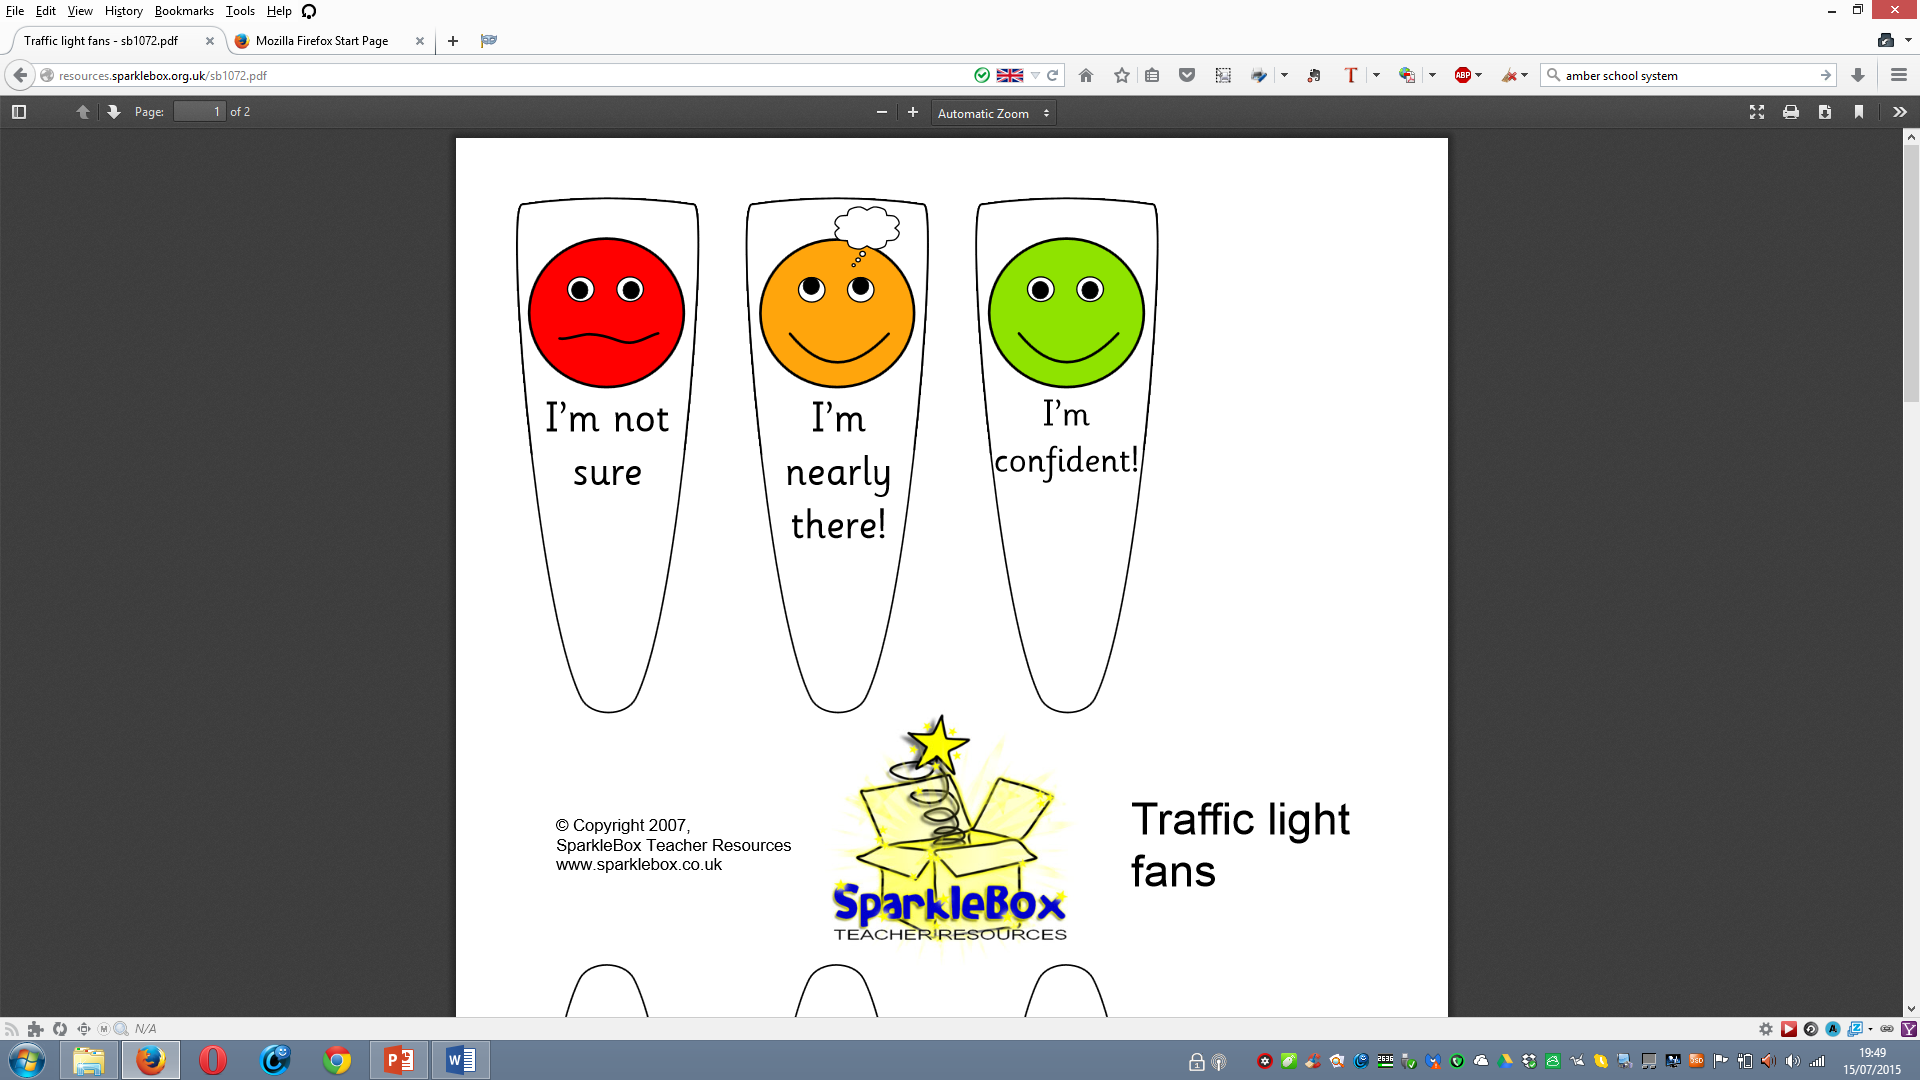 File Edit View History Bookmarks Tools Help
Traffic light fans - sb1072.pdf
Mozilla Firefox Start Page
resources.sparklebox.org.uk/sb1072.pdf
T
ABP
amber school system
Page: 1 of 2
Automatic Zoom
I'm not
sure
I'm
nearly
there!
I'm
confident!
© Copyright 2007,
SparkleBox Teacher Resources
www.sparklebox.co.uk
SparkleBox
TEACHER RESOURCES
Traffic light
fans
N/A
19:49
15/07/2015